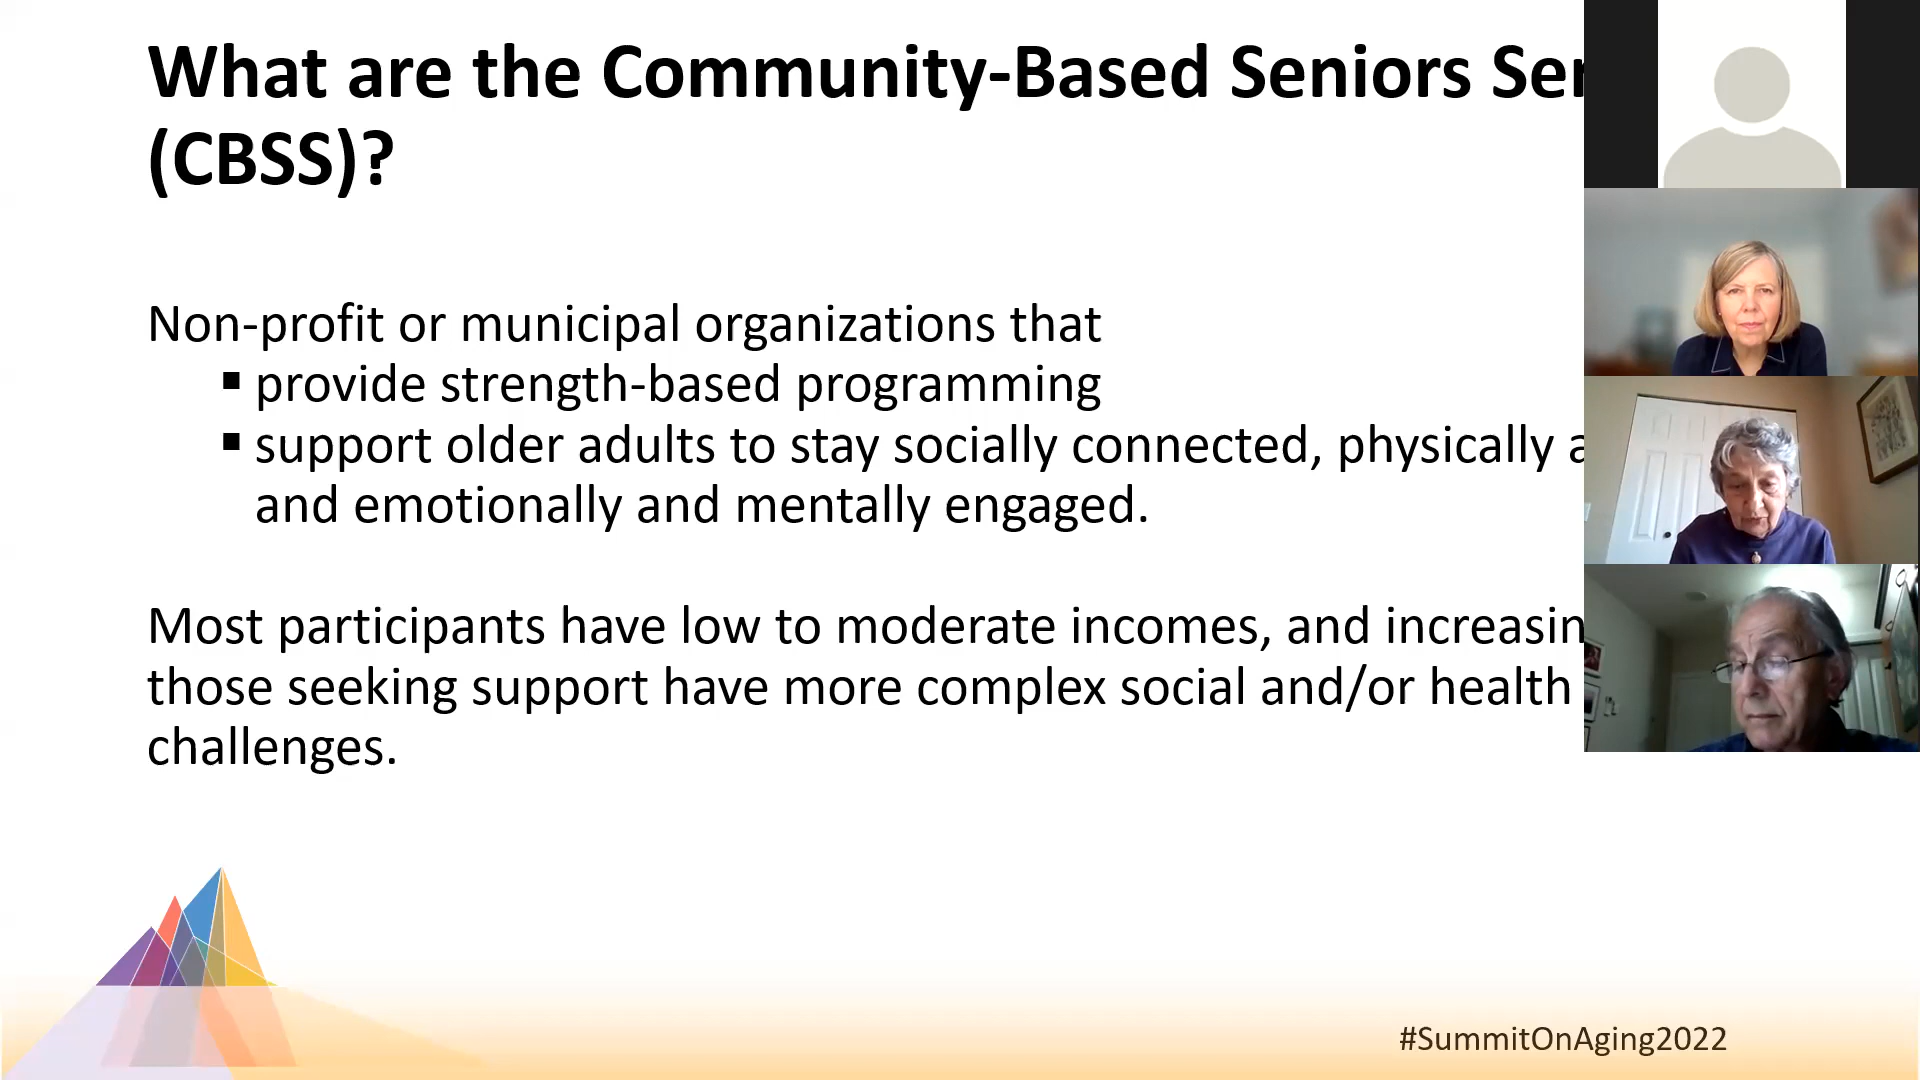 What are the Community-Based Seniors Ser
(CBSS)?
Non-profit or municipal organizations that
▪ provide strength-based programming
▪ support older adults to stay socially connected, physically a
and emotionally and mentally engaged.
Most participants have low to moderate incomes, and increasin
those seeking support have more complex social and/or health
challenges.
#SummitOnAging2022